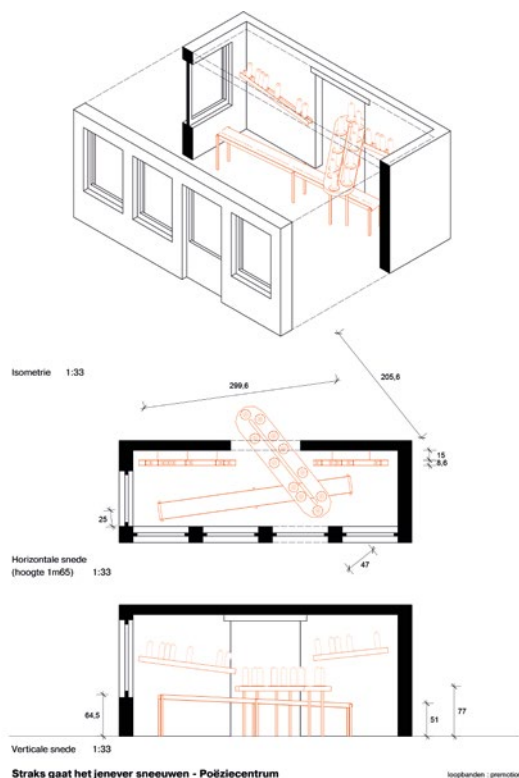 Isometrie 1:33
299,6
205,6
15
8,6
25
47
Horizontale snede
(hoogte 1m65) 1:33
64,5
51
77
Verticale snede 1:33
Straks gaat het jenever sneeuwen - Poëziecentrum
loopbanden : premotion